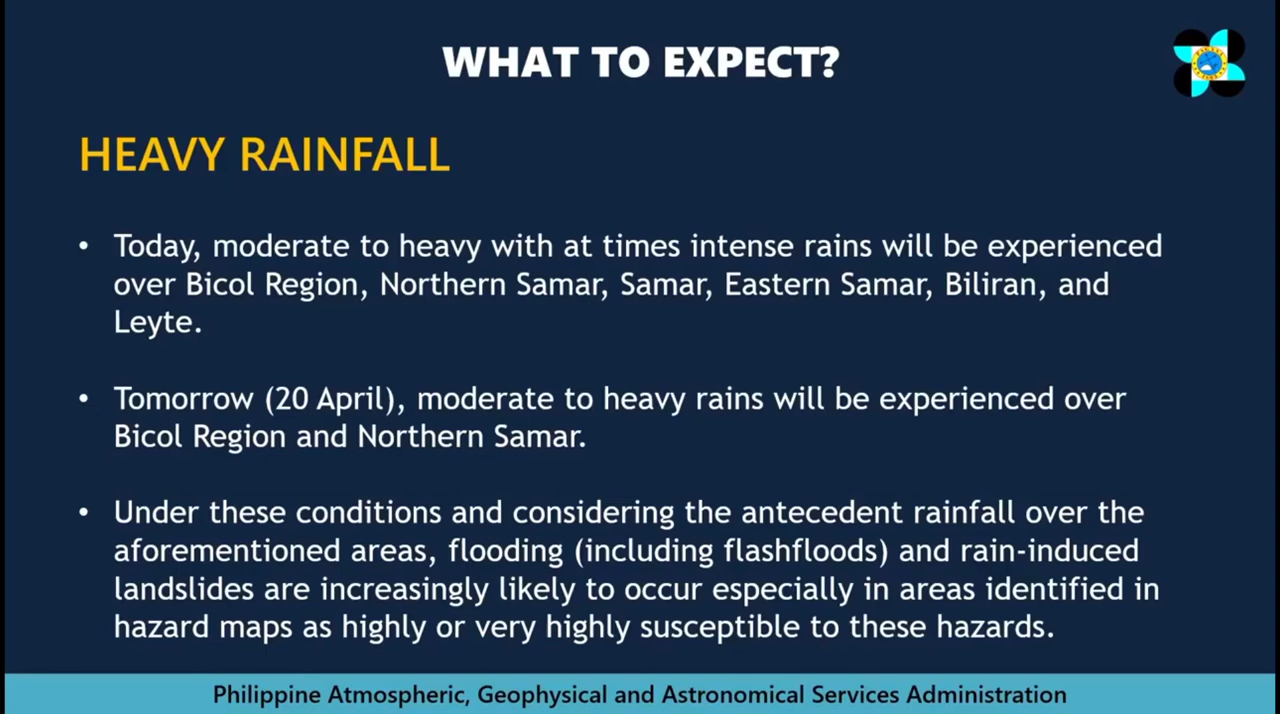 WHAT TO EXPECT?
HEAVY RAINFALL
• Today, moderate to heavy with at times intense rains will be experienced
over Bicol Region, Northern Samar, Samar, Eastern Samar, Biliran, and
Leyte.
• Tomorrow (20 April), moderate to heavy rains will be experienced over
Bicol Region and Northern Samar.
• Under these conditions and considering the antecedent rainfall over the
aforementioned areas, flooding (including flashfloods) and rain-induced
landslides are increasingly likely to occur especially in areas identified in
hazard maps as highly or very highly susceptible to these hazards.
Philippine Atmospheric, Geophysical and Astronomical Services Administration